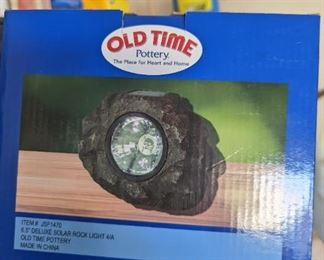 OLD TIME
Pottery
The Place for Heart and Home
ITEM # JSF1470
6.5" DELUXE SOLAR ROCK LIGHT 4/A
OLD TIME POTTERY
MADE IN CHINA